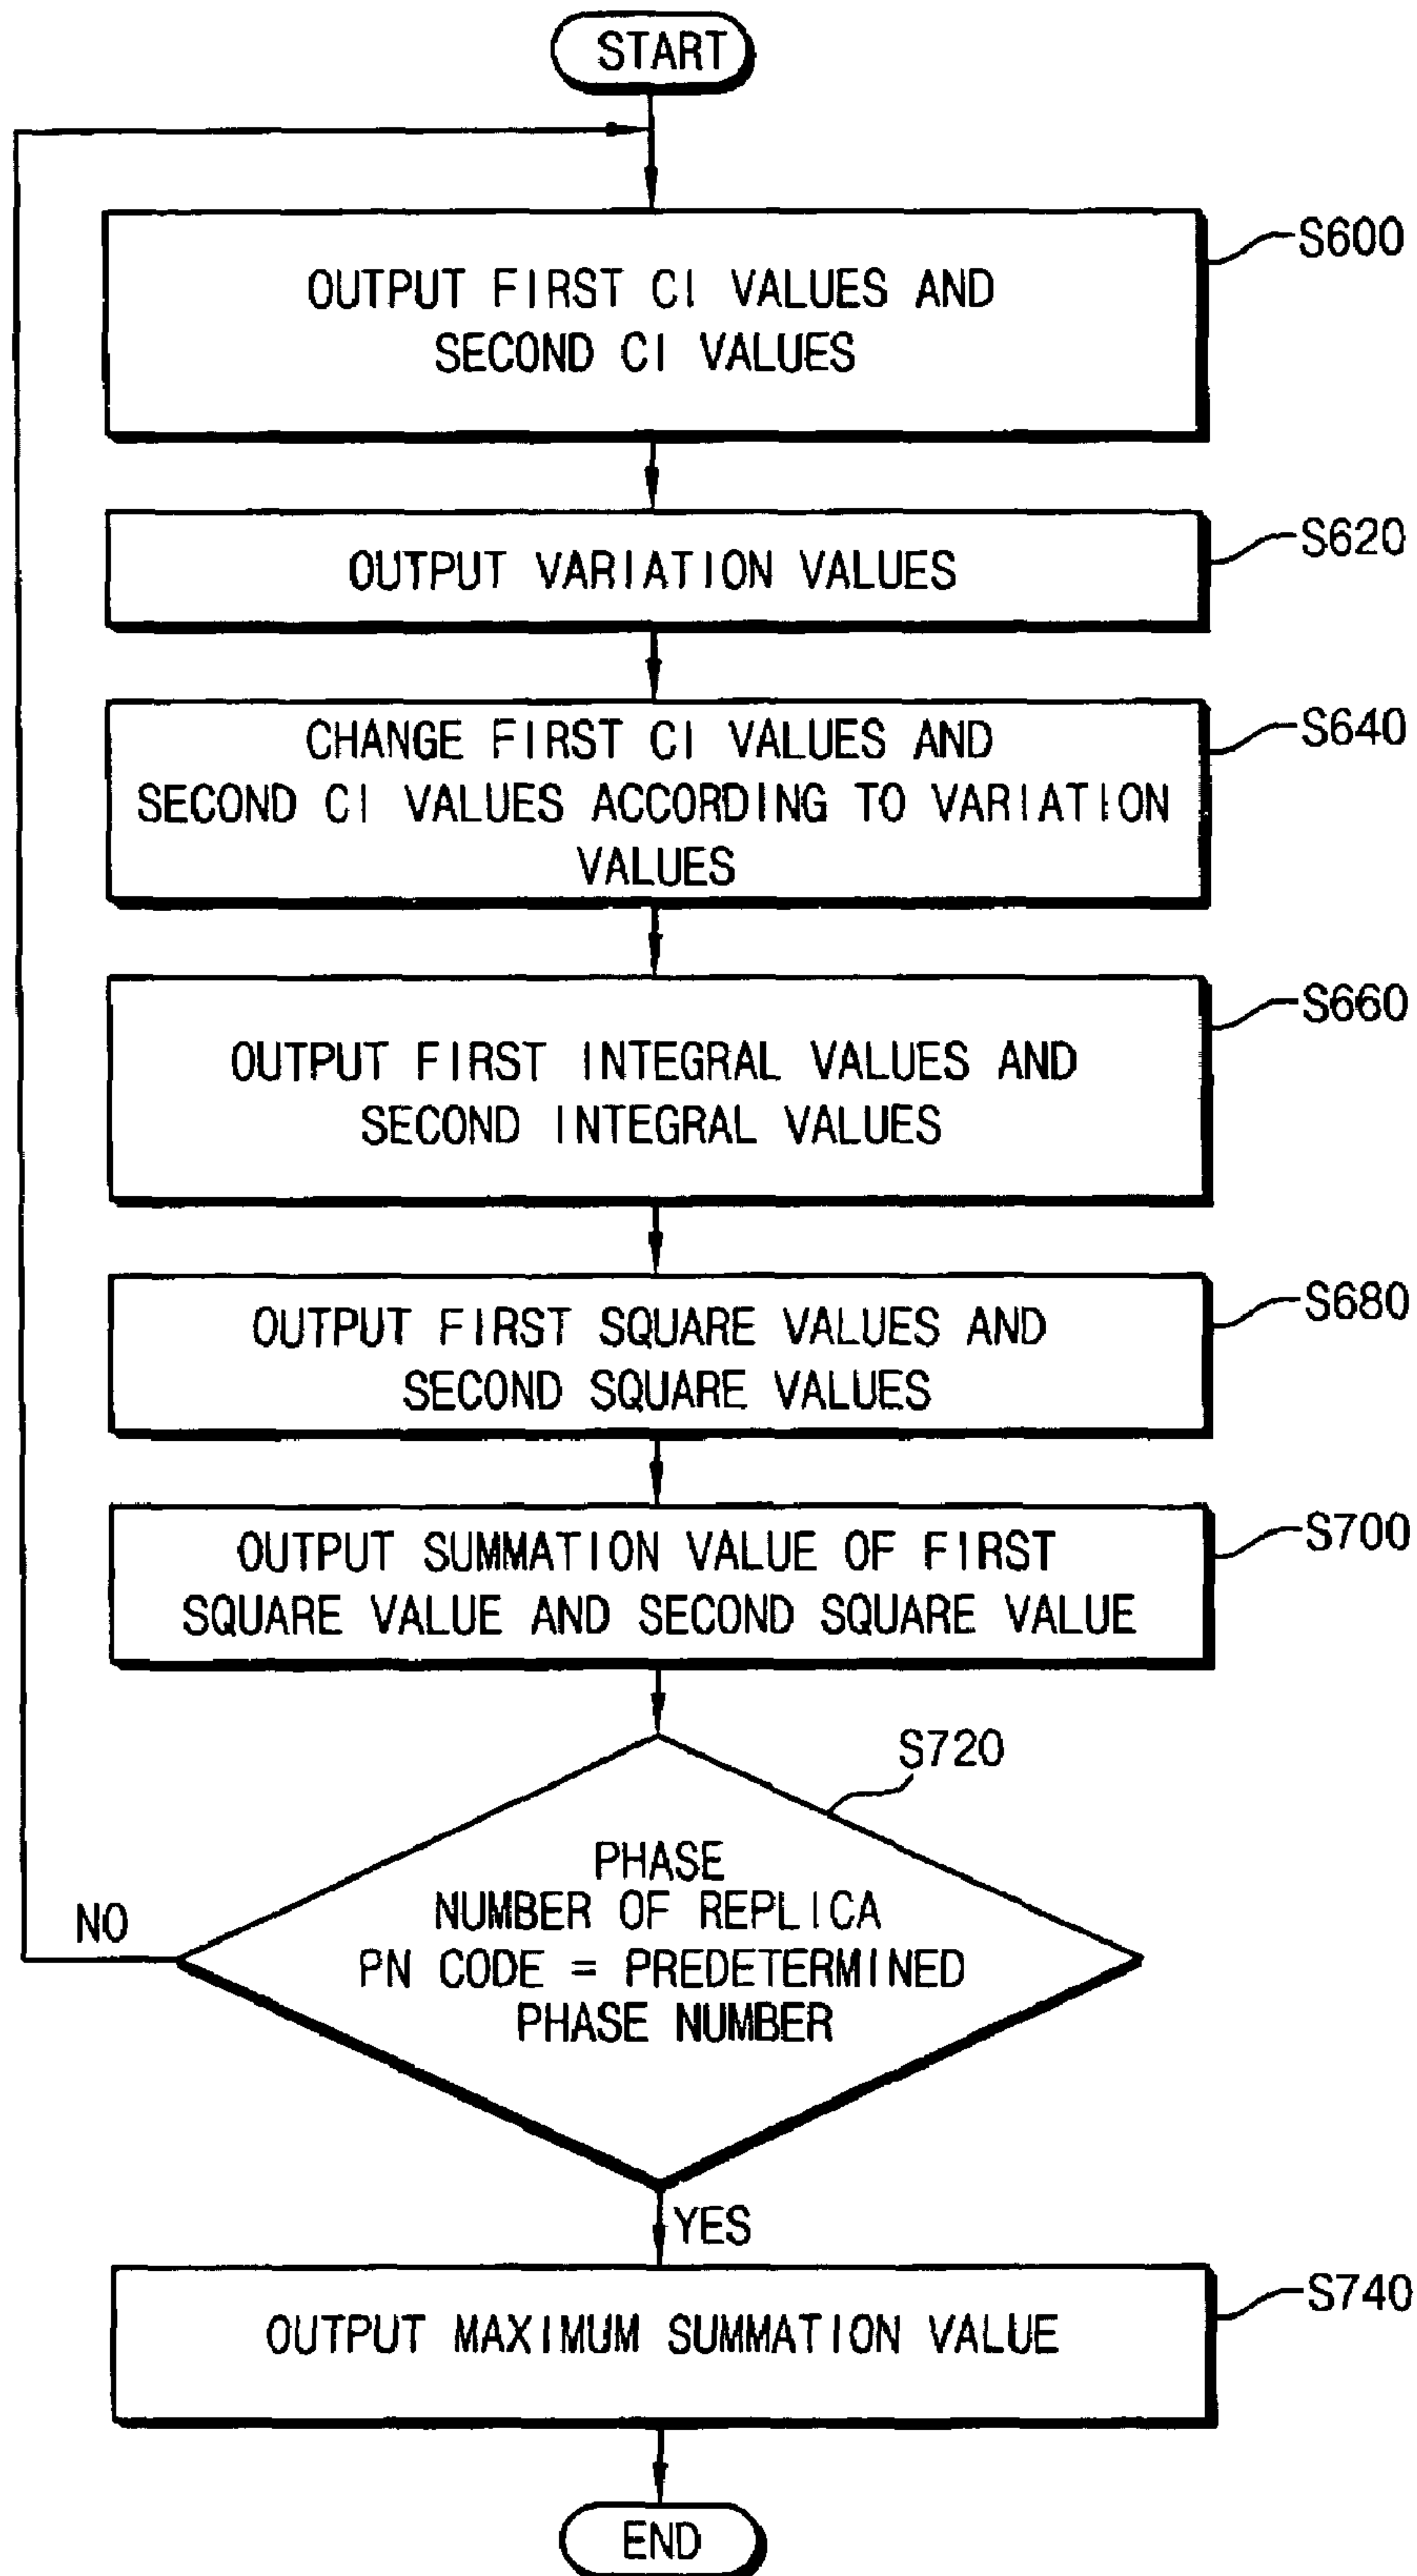 START
S600
OUTPUT FIRST CI VALUES AND
SECOND CI VALUES
S620
OUTPUT VARIATION VALUES
S640
CHANGE FIRST CI VALUES AND
SECOND CI VALUES ACCORDING TO VARIATION
VALUES
S660
OUTPUT FIRST INTEGRAL VALUES AND
SECOND INTEGRAL VALUES
S680
OUTPUT FIRST SQUARE VALUES AND
SECOND SQUARE VALUES
S700
OUTPUT SUMMATION VALUE OF FIRST
SQUARE VALUE AND SECOND SQUARE VALUE
S720
PHASE
NUMBER OF REPLICA
PN CODE = PREDETERMINED
PHASE NUMBER
NO
YES
S740
OUTPUT MAXIMUM SUMMATION VALUE
END